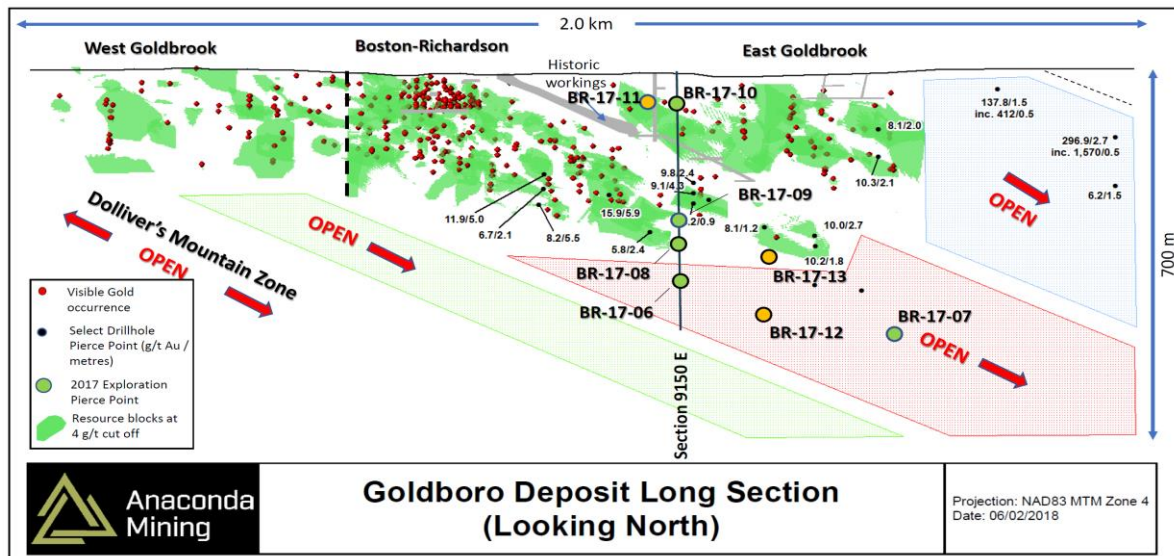 2.0 km
West Goldbrook
Boston-Richardson
East Goldbrook
Historic
workings
BR-17-11
BR-17-10
8.1/2.0
137.8/1.5
inc. 412/0.5
296.9/2.7
inc. 1,570/0.5
10.3/2.1
6.2/1.5
9.8/2.4
9.1/4.3
BR-17-09
11.9/5.0
15.9/5.9
.2/0.9
6.7/2.1
8.2/5.5
5.8/2.4
8.1/1.2
10.0/2.7
10.2/1.8
OPEN
OPEN
OPEN
OPEN
Dolliver's Mountain Zone
BR-17-08
BR-17-13
BR-17-06
BR-17-12
BR-17-07
700 m
Section 9150 E
Visible Gold
occurrence
Select Drillhole
Pierce Point (g/t Au /
metres)
2017 Exploration
Pierce Point
Resource blocks at
4 g/t cut off
Anaconda
Mining
Goldboro Deposit Long Section
(Looking North)
Projection: NAD83 MTM Zone 4
Date: 06/02/2018